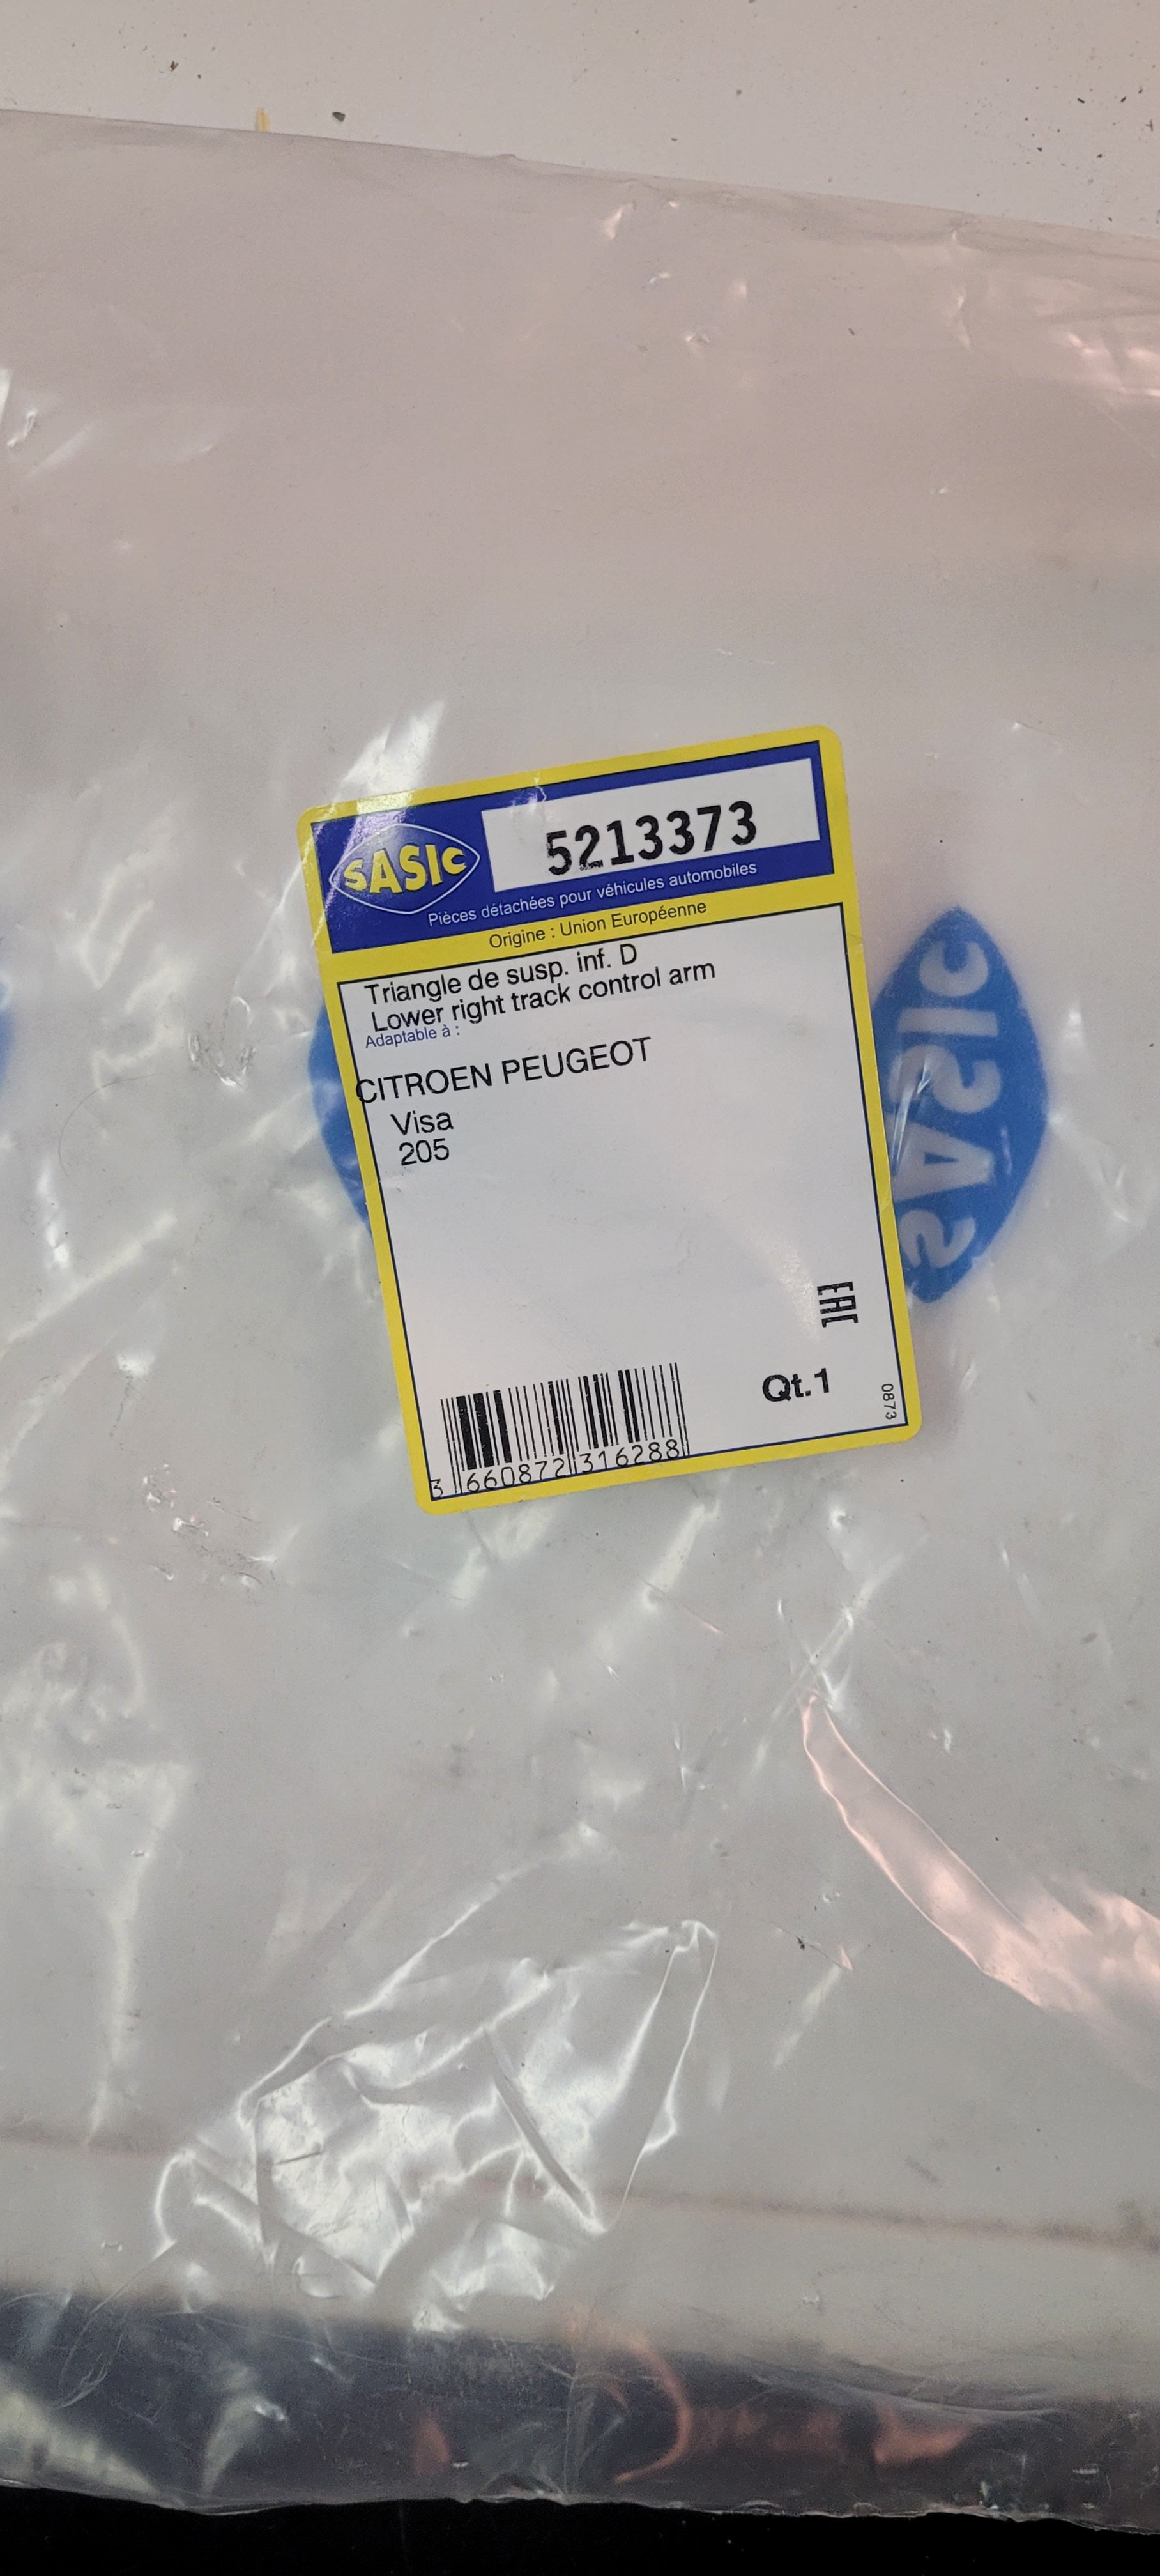 SASIC
5213373
Pièces détachées pour véhicules automobiles
Origine : Union Européenne
Triangle de susp. inf. D
Lower right track control arm
Adaptable à :
CITROEN PEUGEOT
Visa
205
EAC
Qt.1
0873
3 660872 316288
SASIC